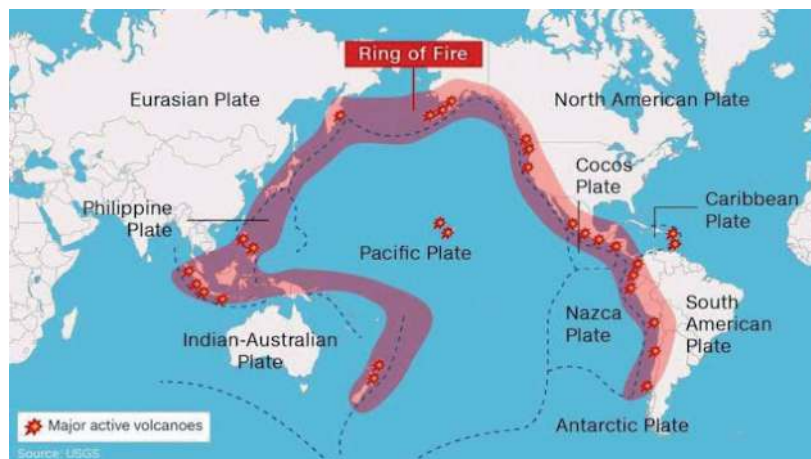 Ring of Fire
Eurasian Plate
North American Plate
Cocos
Plate
Caribbean
Plate
Philippine
Plate
Pacific Plate
Nazca
Plate
South
American
Plate
Indian-Australian
Plate
Antarctic Plate
Major active volcanoes
Source: USGS